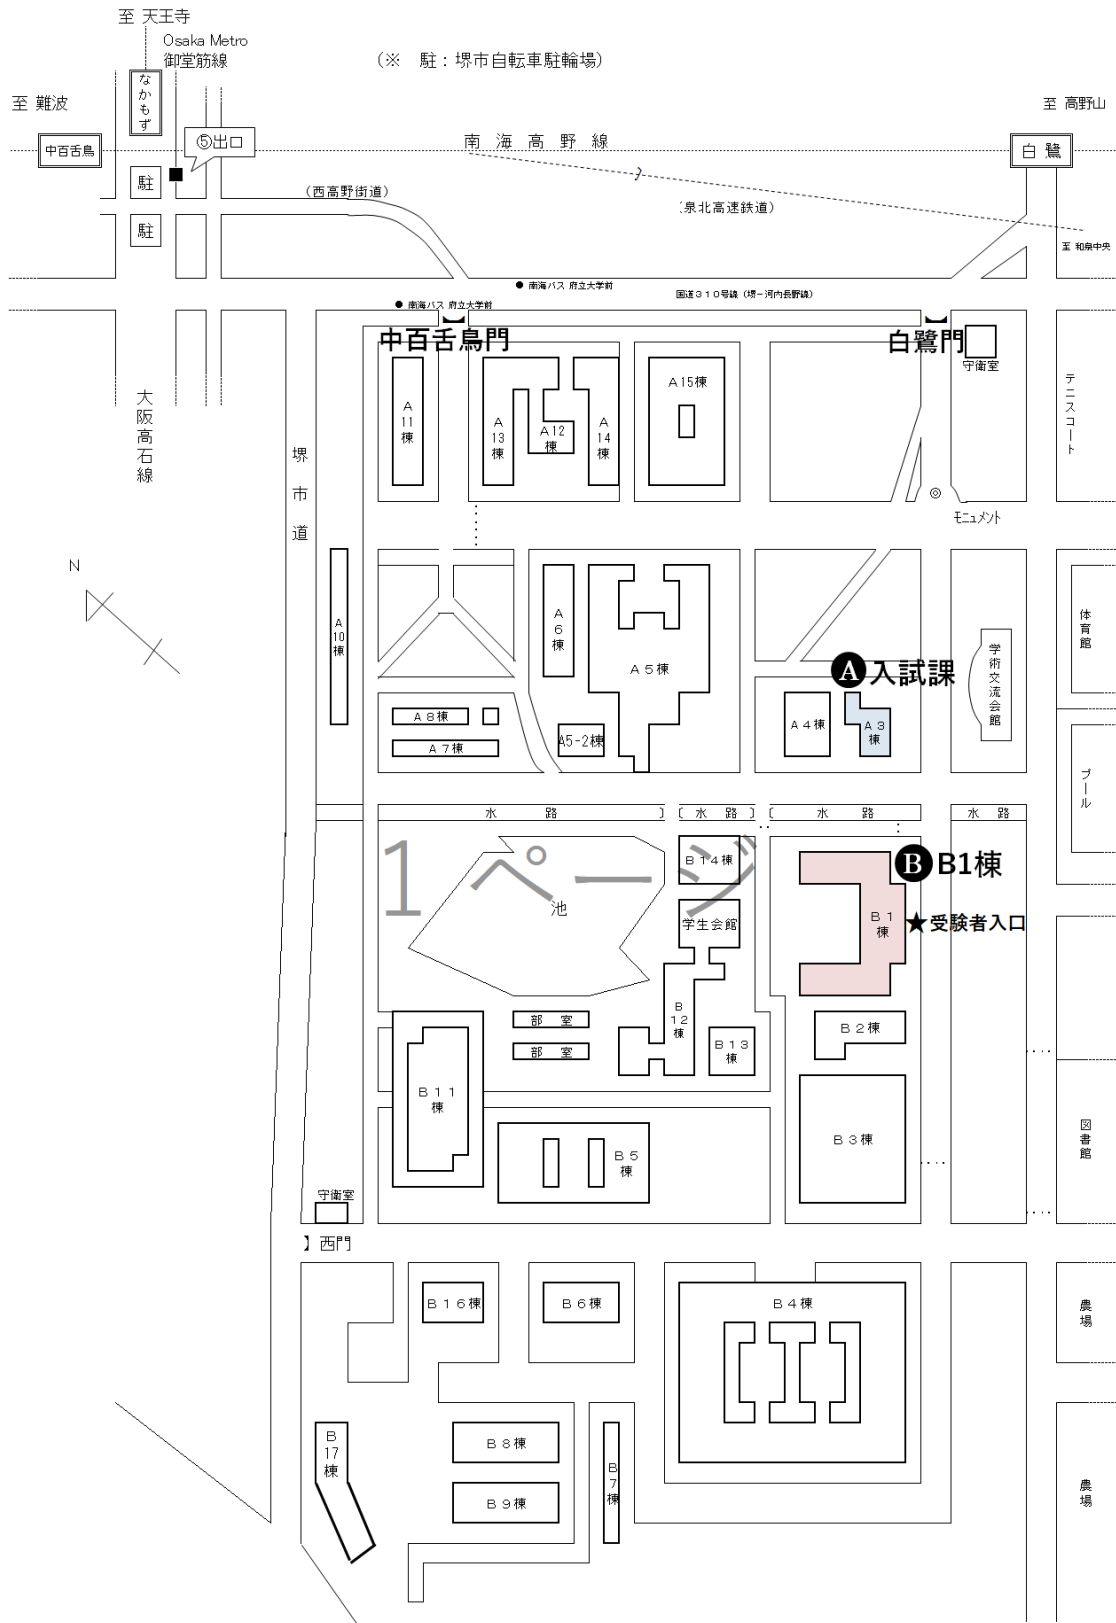 至 天王寺
Osaka Metro
御堂筋線
(※ 駐：堺市自転車駐輪場)
なかもず
至 難波
至 高野山
⑤出口
中百舌鳥
南海高野線
白鷺
駐
(西高野街道)
(泉北高速鉄道)
駐
至 和泉中央
● 南海バス 府立大学前
国道３１０号線（堺－河内長野線）
● 南海バス 府立大学前
中百舌鳥門
白鷺門
守衛室
大阪高石線
堺市道
A11棟
A13棟
A12棟
A14棟
A15棟
テニスコート
モニュメント
N
A10棟
A6棟
A5棟
体育館
学術交流会館
A 入試課
A8棟
A7棟
A5-2棟
A4棟
A3棟
プール
水路
水路
水路
水路
1 ページ
池
B14棟
学生会館
B B1棟
B1棟
★受験者入口
部室
部室
B12棟
B13棟
B2棟
B11棟
B5棟
B3棟
図書館
守衛室
西門
B16棟
B6棟
B4棟
農場
B17棟
B8棟
B9棟
B7棟
農場